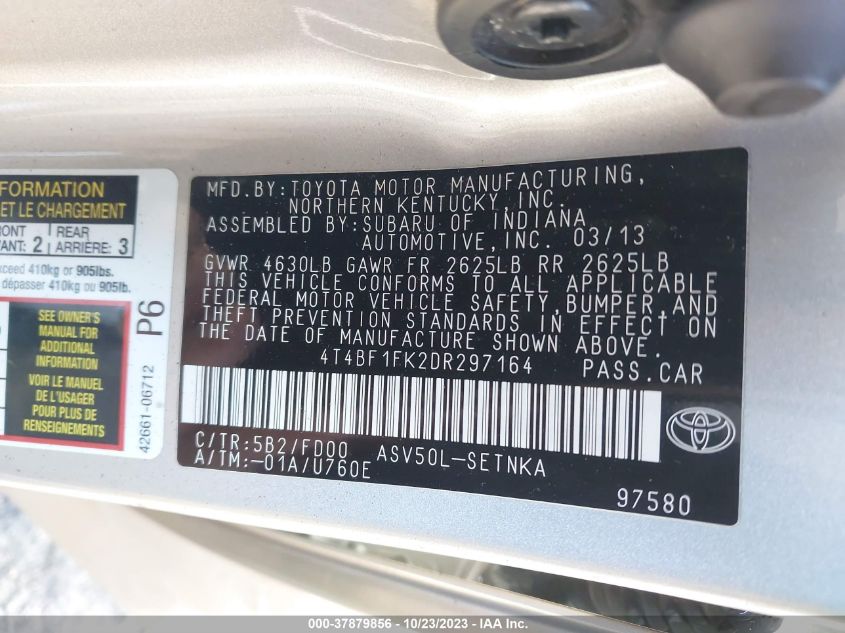 FORMATION
ET LE CHARGEMENT
RONT
ANT: 2
REAR
ARRIÈRE: 3
xceed 410kg or 905lbs.
dépasser 410kg ou 905lb.
P6
SEE OWNER'S
MANUAL FOR
ADDITIONAL
INFORMATION
VOIR LE MANUEL
DE L'USAGER
POUR PLUS DE
RENSEIGNEMENTS
42661-06712
MFD.BY:TOYOTA MOTOR MANUFACTURING,
NORTHERN KENTUCKY,INC.
ASSEMBLED BY:SUBARU OF INDIANA
AUTOMOTIVE,INC. 03/13
GVWR 4630LB GAWR FR 2625LB RR 2625LB
THIS VEHICLE CONFORMS TO ALL APPLICABLE
FEDERAL MOTOR VEHICLE SAFETY,BUMPER,AND
THEFT PREVENTION STANDARDS IN EFFECT ON
THE DATE OF MANUFACTURE SHOWN ABOVE.
4T4BF1FK2DR297164 PASS.CAR
C/TR:5B2/FD00 ASV50L-SETNKA
A/TM:-01A/U760E
97580
000-37879856 - 10/23/2023 - IAA Inc.